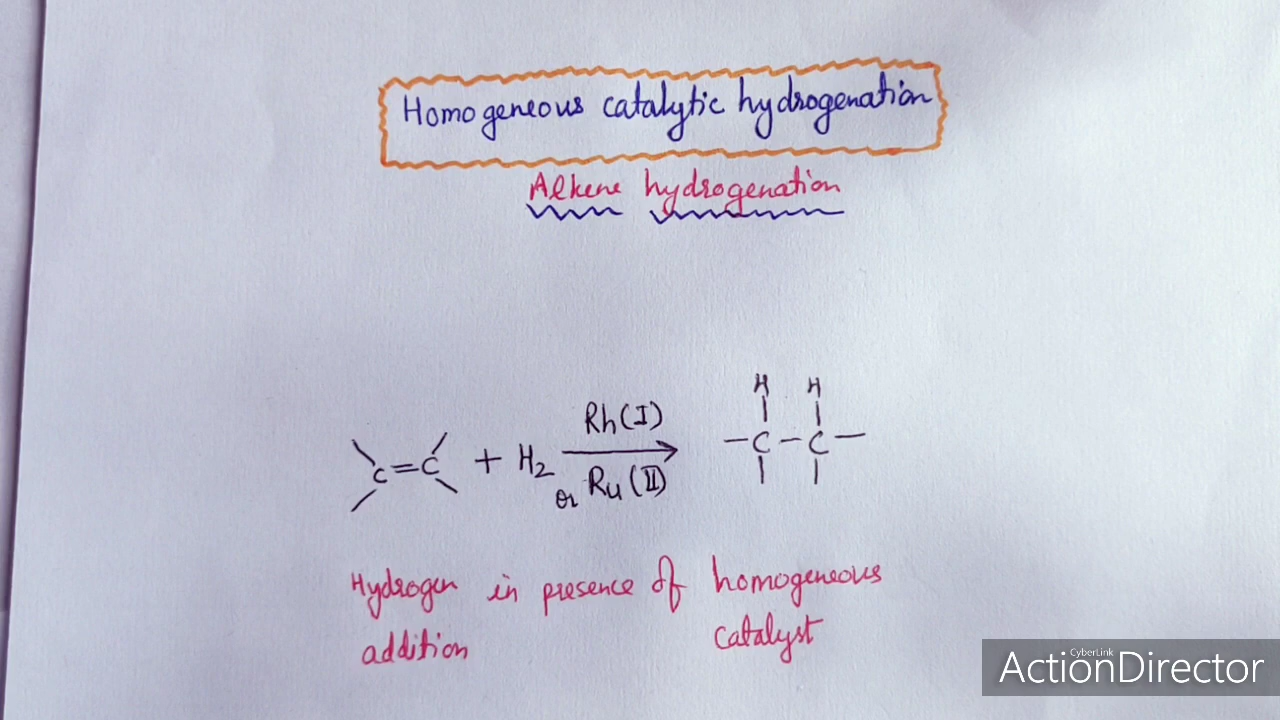 Homogeneous catalytic hydrogenation
Alkene hydrogenation
C=C + H₂ Rh(I) or Ru(II) H H -C-C-
Hydrogen in presence of homogeneous
addition catalyst
CyberLink
ActionDirector